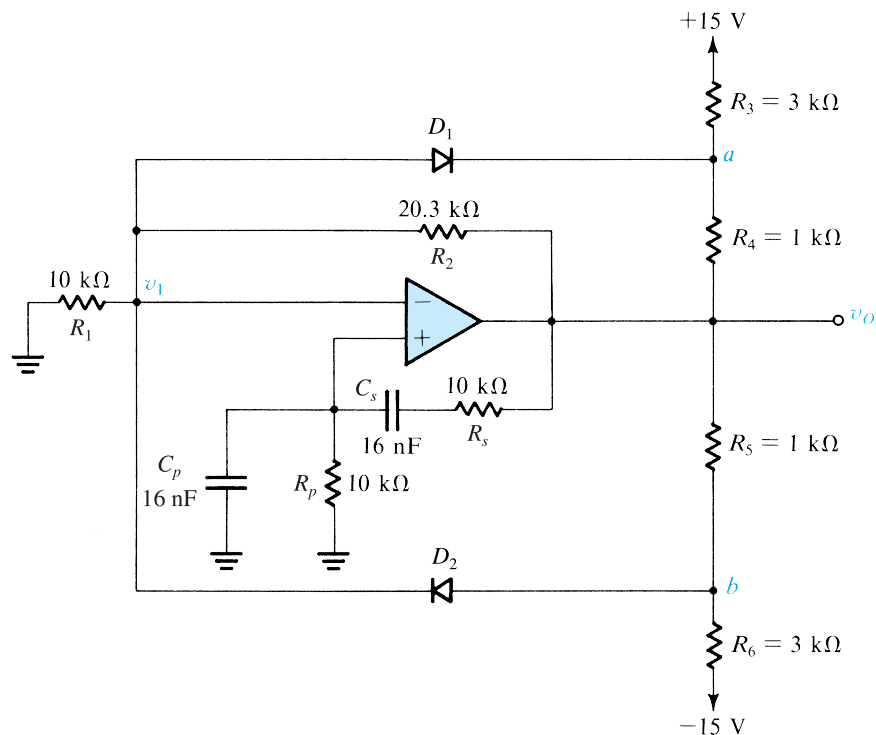 +15 V
R3 = 3 kΩ
D1
a
20.3 kΩ
R2
R4 = 1 kΩ
10 kΩ
v1
R1
−
+
vO
Cs
10 kΩ
16 nF
Rs
R5 = 1 kΩ
Cp
16 nF
Rp
10 kΩ
D2
b
R6 = 3 kΩ
−15 V